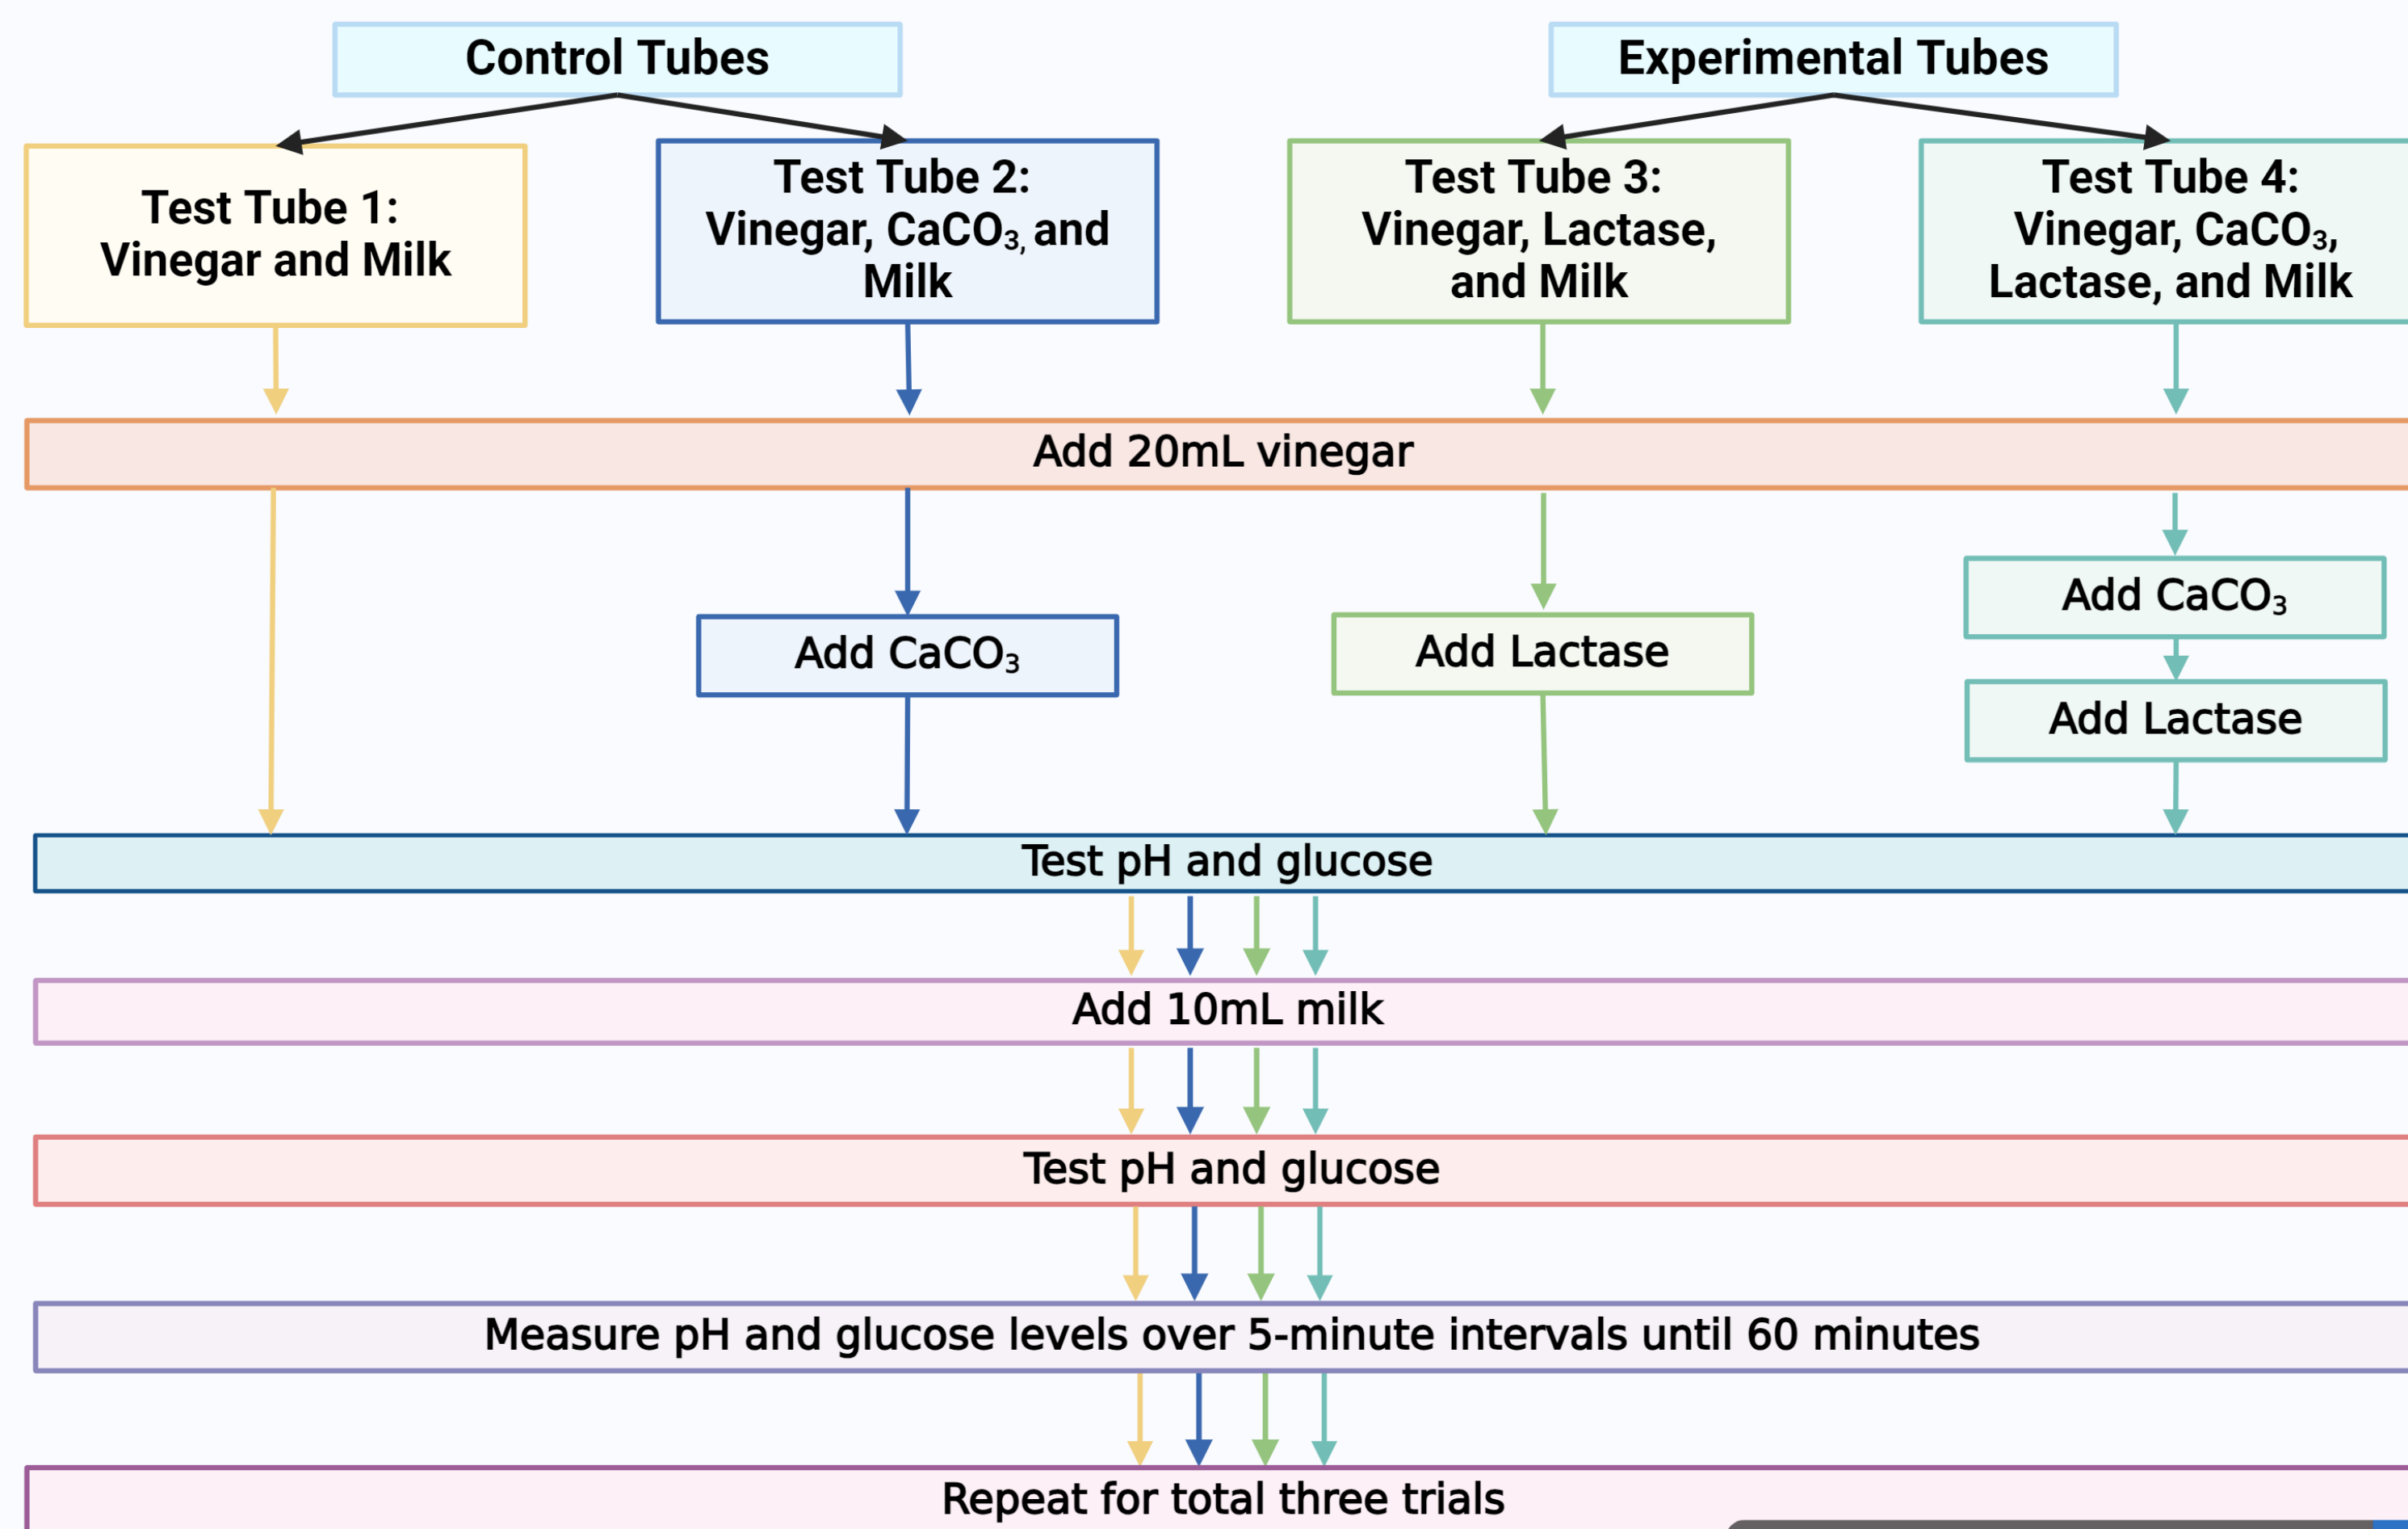 Control Tubes
Experimental Tubes
Test Tube 1:
Vinegar and Milk
Test Tube 2:
Vinegar, CaCO₃, and
Milk
Test Tube 3:
Vinegar, Lactase,
and Milk
Test Tube 4:
Vinegar, CaCO₃,
Lactase, and Milk
Add 20mL vinegar
Add CaCO₃
Add Lactase
Add CaCO₃
Add Lactase
Test pH and glucose
Add 10mL milk
Test pH and glucose
Measure pH and glucose levels over 5-minute intervals until 60 minutes
Repeat for total three trials